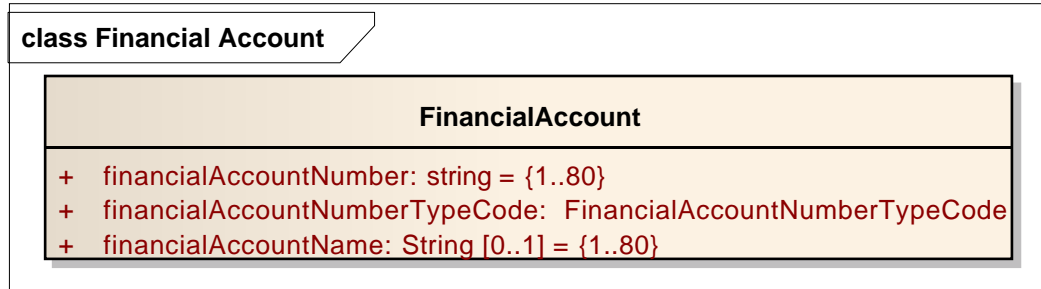 class Financial Account
FinancialAccount
+ financialAccountNumber: string = {1..80}
+ financialAccountNumberTypeCode: FinancialAccountNumberTypeCode
+ financialAccountName: String [0..1] = {1..80}